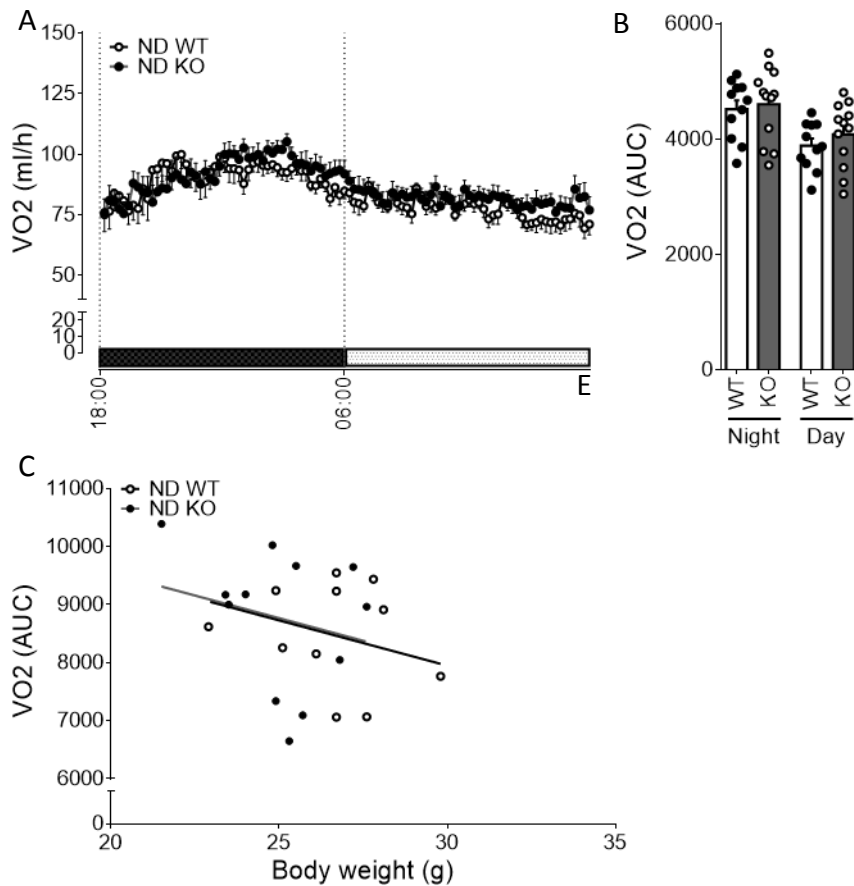 A
150
125
100
75
50
20
10
0
VO2 (ml/h)
ND WT
ND KO
18:00
06:00
E
B
6000
4000
2000
0
VO2 (AUC)
WT
KO
WT
KO
Night
Day
C
11000
10000
9000
8000
7000
6000
0
VO2 (AUC)
ND WT
ND KO
20
25
30
35
Body weight (g)